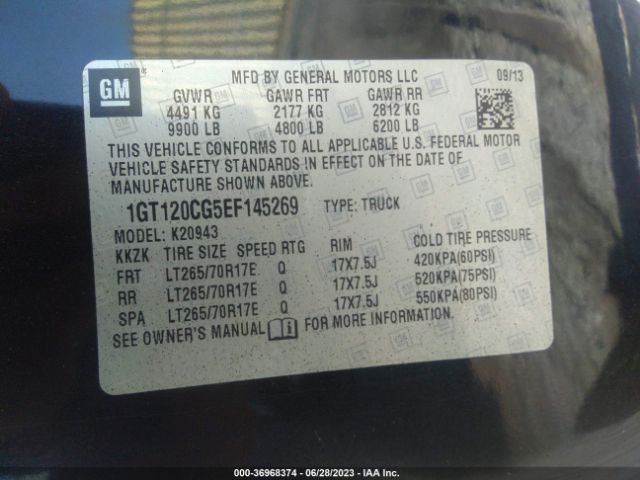 GM
MFD BY GENERAL MOTORS LLC 09/13
GVWR GAWR FRT GAWR RR
4491 KG 2177 KG 2812 KG
9900 LB 4800 LB 6200 LB
THIS VEHICLE CONFORMS TO ALL APPLICABLE U.S. FEDERAL MOTOR
VEHICLE SAFETY STANDARDS IN EFFECT ON THE DATE OF
MANUFACTURE SHOWN ABOVE.
1GT120CG5EF145269 TYPE: TRUCK
MODEL: K20943
KKZK TIRE SIZE SPEED RTG RIM COLD TIRE PRESSURE
FRT LT265/70R17E Q 17X7.5J 420KPA(60PSI)
RR LT265/70R17E Q 17X7.5J 520KPA(75PSI)
SPA LT265/70R17E Q 17X7.5J 550KPA(80PSI)
SEE OWNER'S MANUAL FOR MORE INFORMATION.
000-36968374 | 06/28/2023 | IAA Inc.